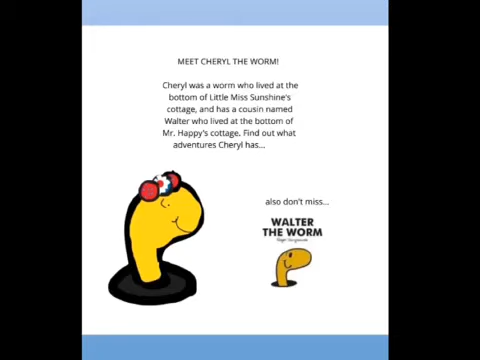 MEET CHERYL THE WORM!
Cheryl was a worm who lived at the
bottom of Little Miss Sunshine's
cottage, and has a cousin named
Walter who lived at the bottom of
Mr. Happy's cottage. Find out what
adventures Cheryl has...
also don't miss...
WALTER
THE WORM
Roger Hargreaves